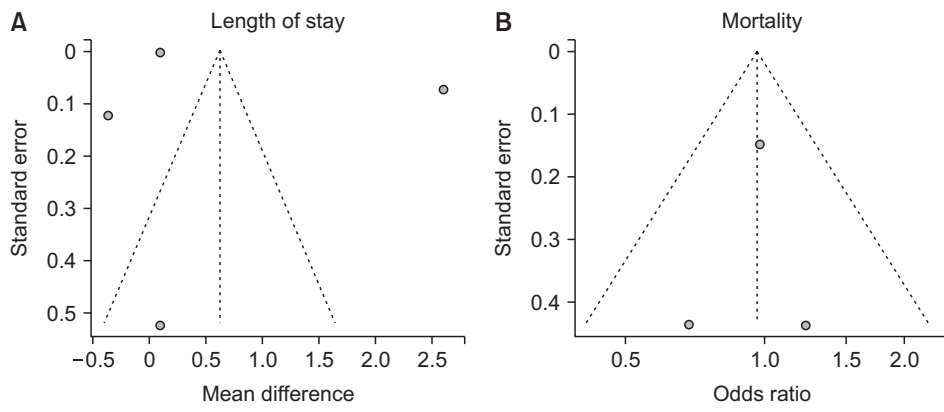 A
Length of stay
0
0.1
0.2
0.3
0.4
0.5
Standard error
−0.5 0 0.5 1.0 1.5 2.0 2.5
Mean difference
B
Mortality
0
0.1
0.2
0.3
0.4
Standard error
0.5 1.0 1.5 2.0
Odds ratio